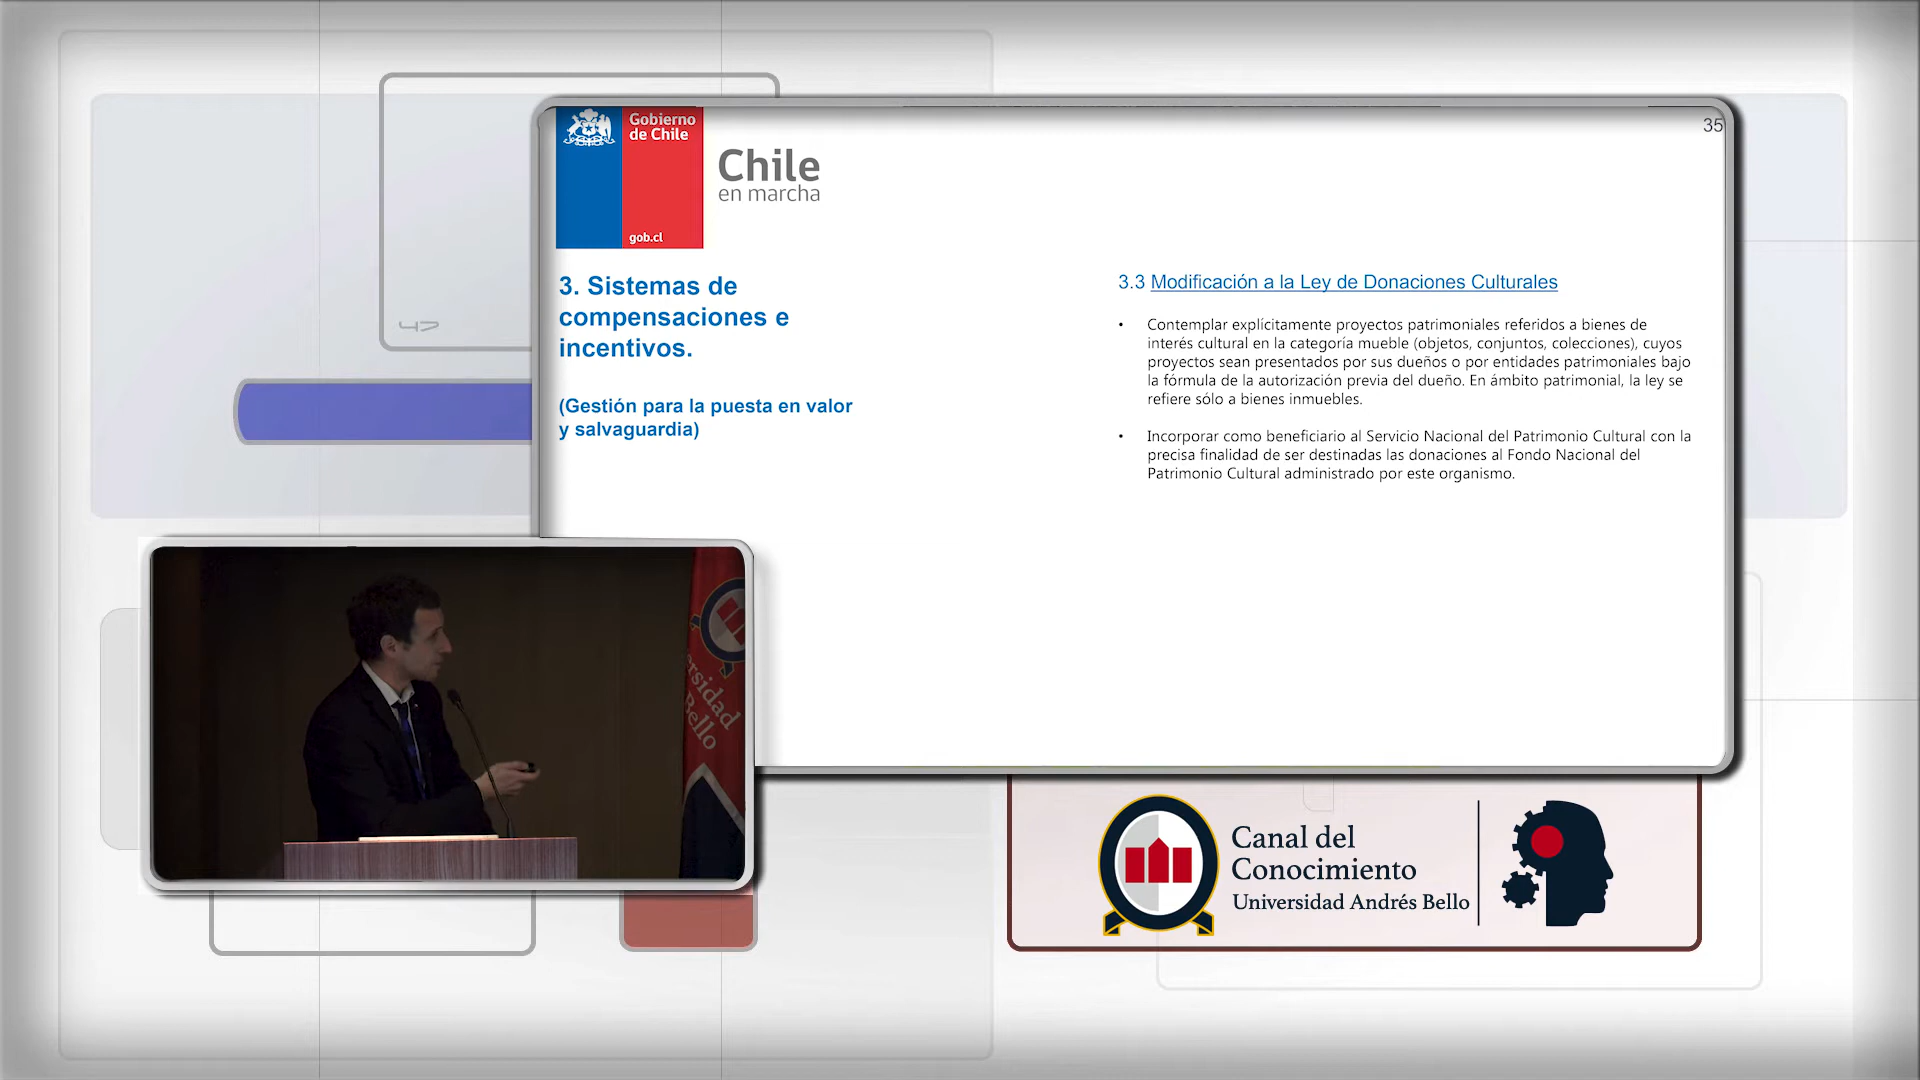 Gobierno
de Chile
gob.cl
Chile
en marcha
35
3. Sistemas de
compensaciones e
incentivos.
(Gestión para la puesta en valor
y salvaguardia)
3.3 Modificación a la Ley de Donaciones Culturales
• Contemplar explícitamente proyectos patrimoniales referidos a bienes de
interés cultural en la categoría mueble (objetos, conjuntos, colecciones), cuyos
proyectos sean presentados por sus dueños o por entidades patrimoniales bajo
la fórmula de la autorización previa del dueño. En ámbito patrimonial, la ley se
refiere sólo a bienes inmuebles.
• Incorporar como beneficiario al Servicio Nacional del Patrimonio Cultural con la
precisa finalidad de ser destinadas las donaciones al Fondo Nacional del
Patrimonio Cultural administrado por este organismo.
Bello
Canal del
Conocimiento
Universidad Andrés Bello